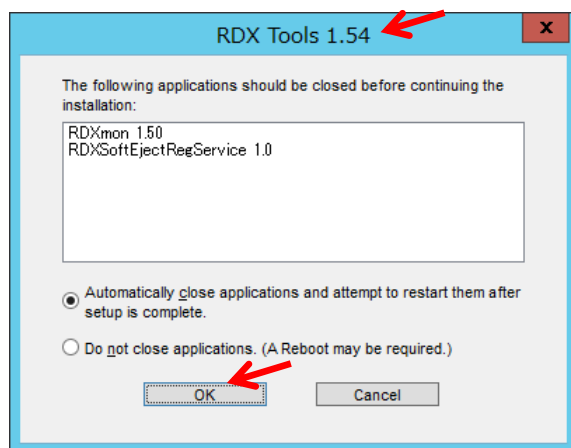 RDX Tools 1.54
x
The following applications should be closed before continuing the
installation:
RDXmon 1.50
RDXSoftEjectRegService 1.0
Automatically close applications and attempt to restart them after
setup is complete.
Do not close applications. (A Reboot may be required.)
OK
Cancel